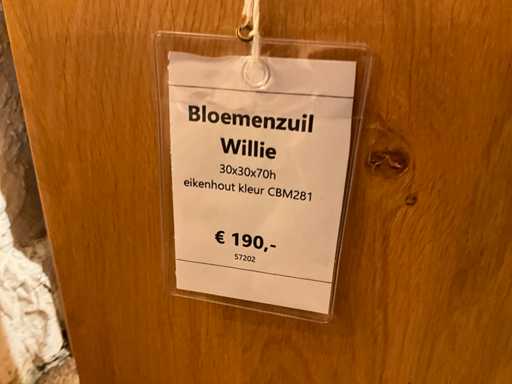 Bloemenzuil
Willie
30x30x70h
eikenhout kleur CBM281
€ 190,-
57202